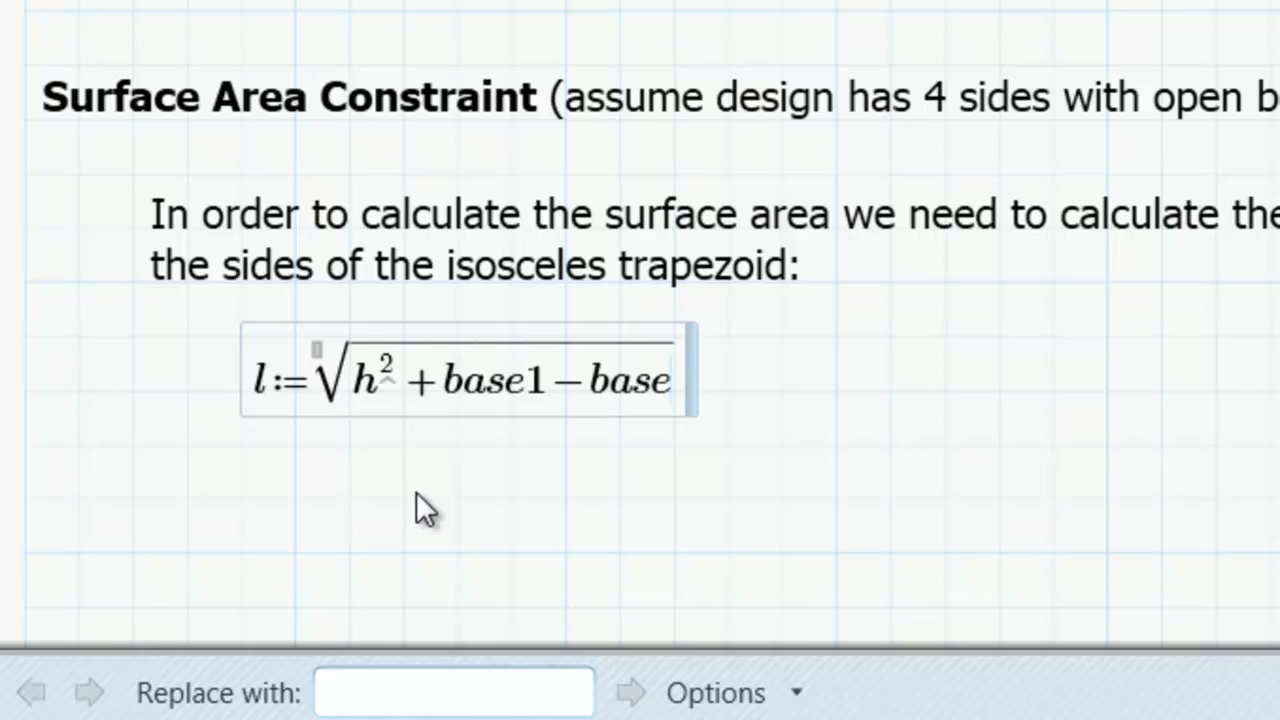 Surface Area Constraint (assume design has 4 sides with open b
In order to calculate the surface area we need to calculate the
the sides of the isosceles trapezoid:
l:=√h^2+base1−base
Replace with: Options